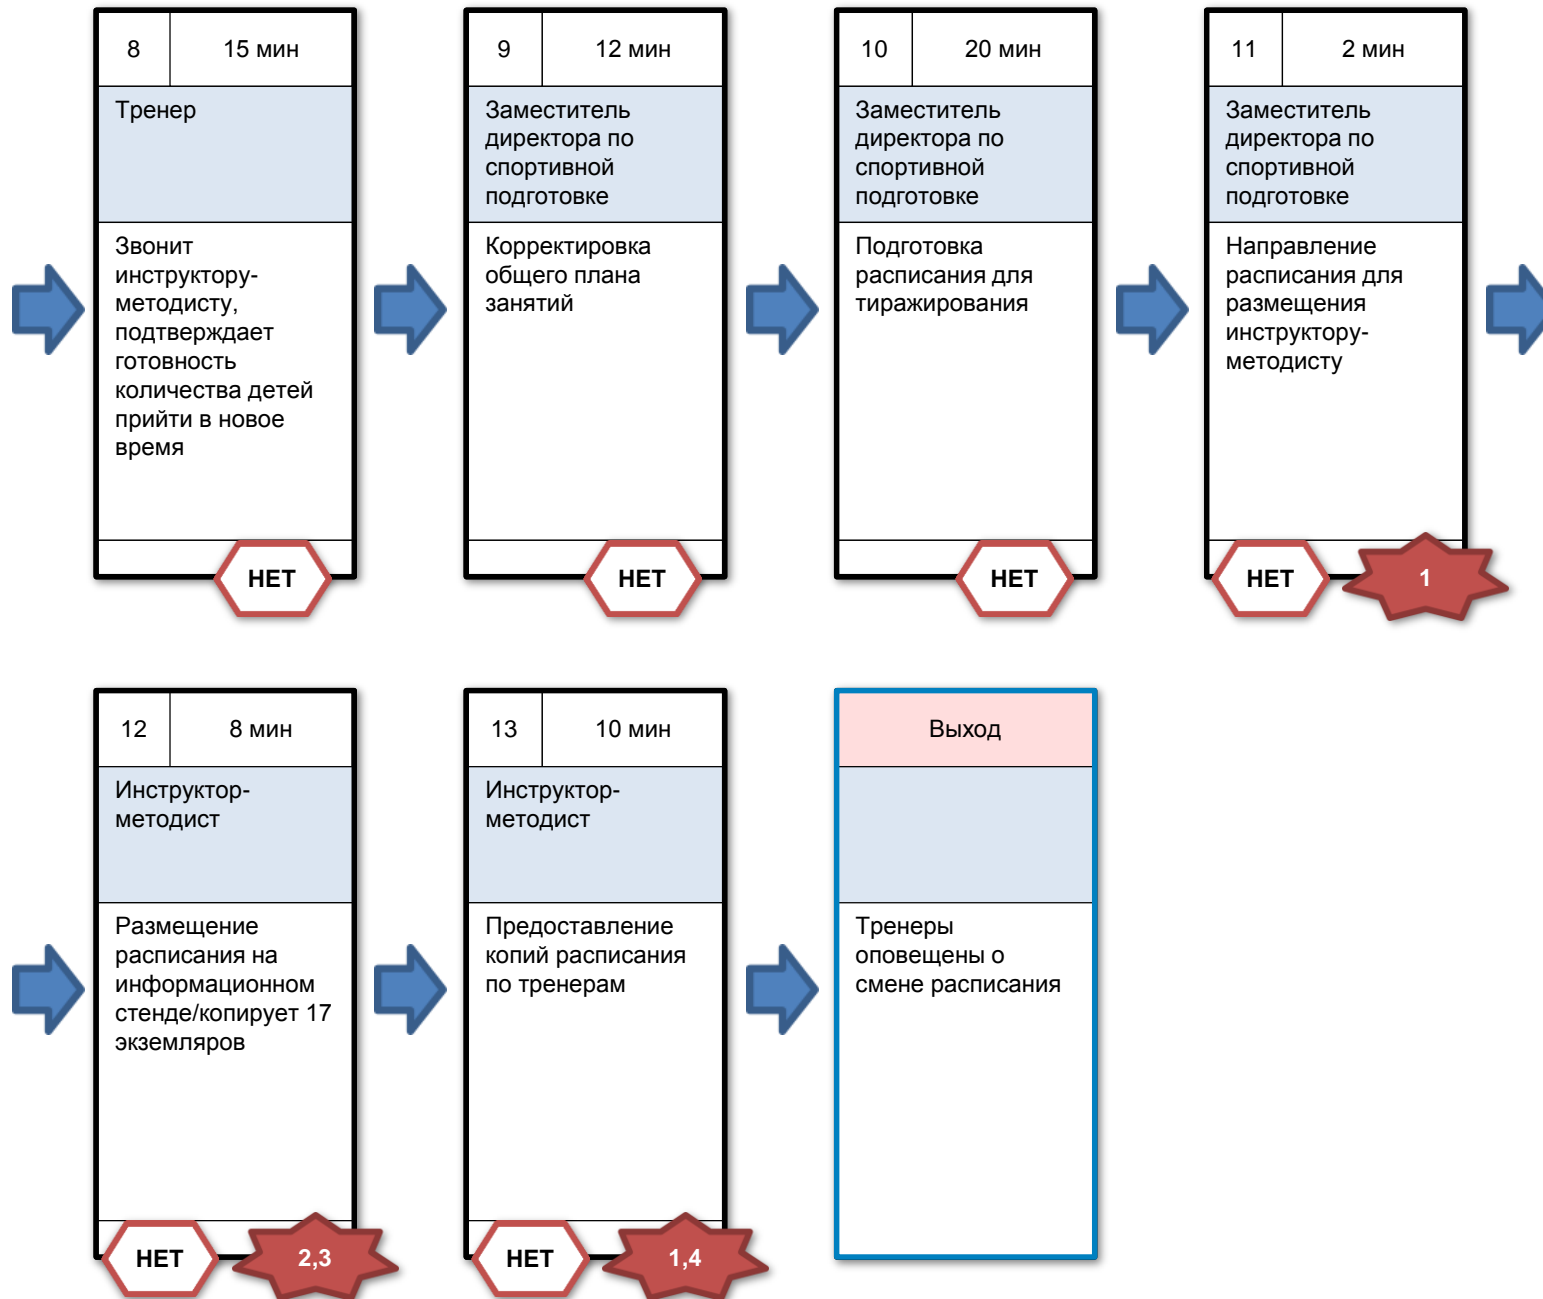 8
15 мин
Тренер
Звонит
инструктору-
методисту,
подтверждает
готовность
количества детей
прийти в новое
время
НЕТ
9
12 мин
Заместитель
директора по
спортивной
подготовке
Корректировка
общего плана
занятий
НЕТ
10
20 мин
Заместитель
директора по
спортивной
подготовке
Подготовка
расписания для
тиражирования
НЕТ
11
2 мин
Заместитель
директора по
спортивной
подготовке
Направление
расписания для
размещения
инструктору-
методисту
НЕТ
1
12
8 мин
Инструктор-
методист
Размещение
расписания на
информационном
стенде/копирует 17
экземляров
НЕТ
2,3
13
10 мин
Инструктор-
методист
Предоставление
копий расписания
по тренерам
НЕТ
1,4
Выход
Тренеры
оповещены о
смене расписания